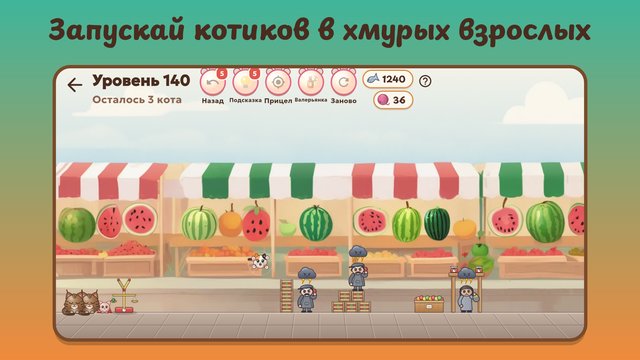 Запускай котиков в хмурых взрослых
Уровень 140
Осталось 3 кота
5
5
Назад
Подсказка
Прицел
Валерьянка
Заново
1240
?
36